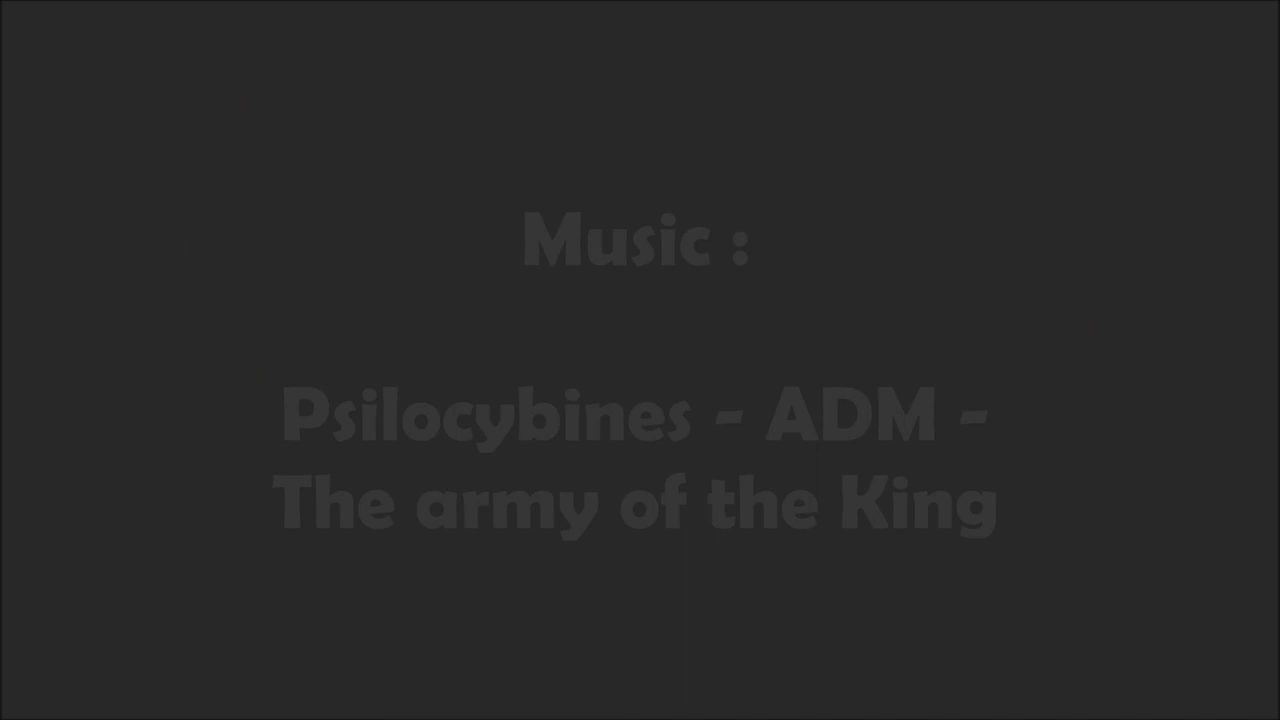 Music :
Psilocybines - ADM -
The army of the King